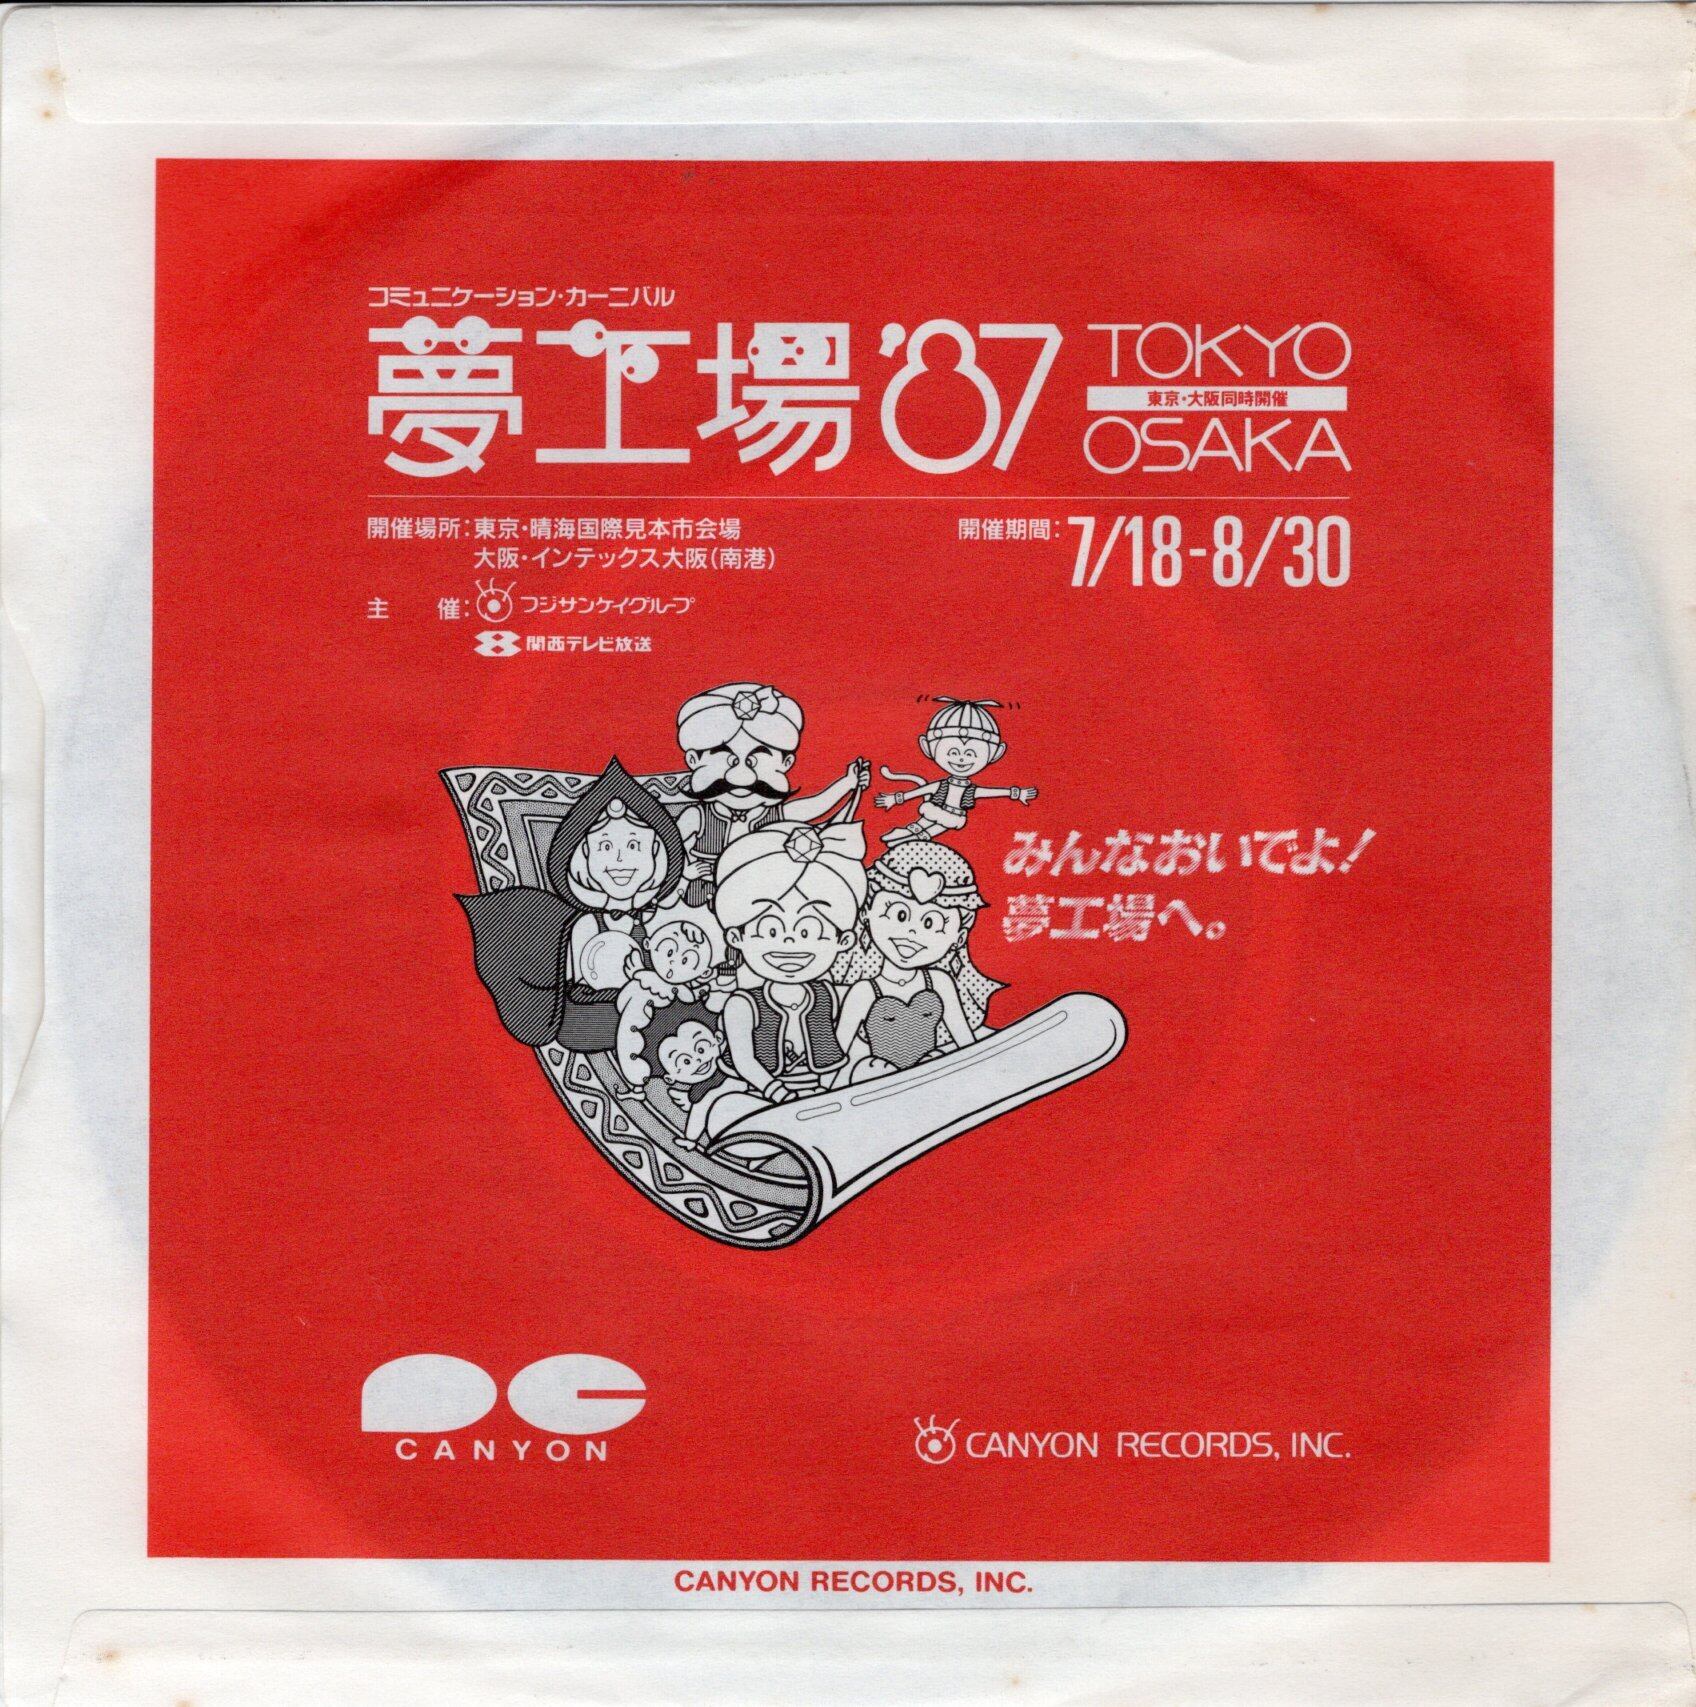 コミュニケーション・カーニバル
夢工場'87
TOKYO
東京・大阪同時開催
OSAKA
開催場所：東京・晴海国際見本市会場
大阪・インテックス大阪（南港）
開催期間：7/18-8/30
主　催：フジサンケイグループ
8 関西テレビ放送
みんなおいでよ！
夢工場へ。
PC
CANYON
CANYON RECORDS, INC.
CANYON RECORDS, INC.